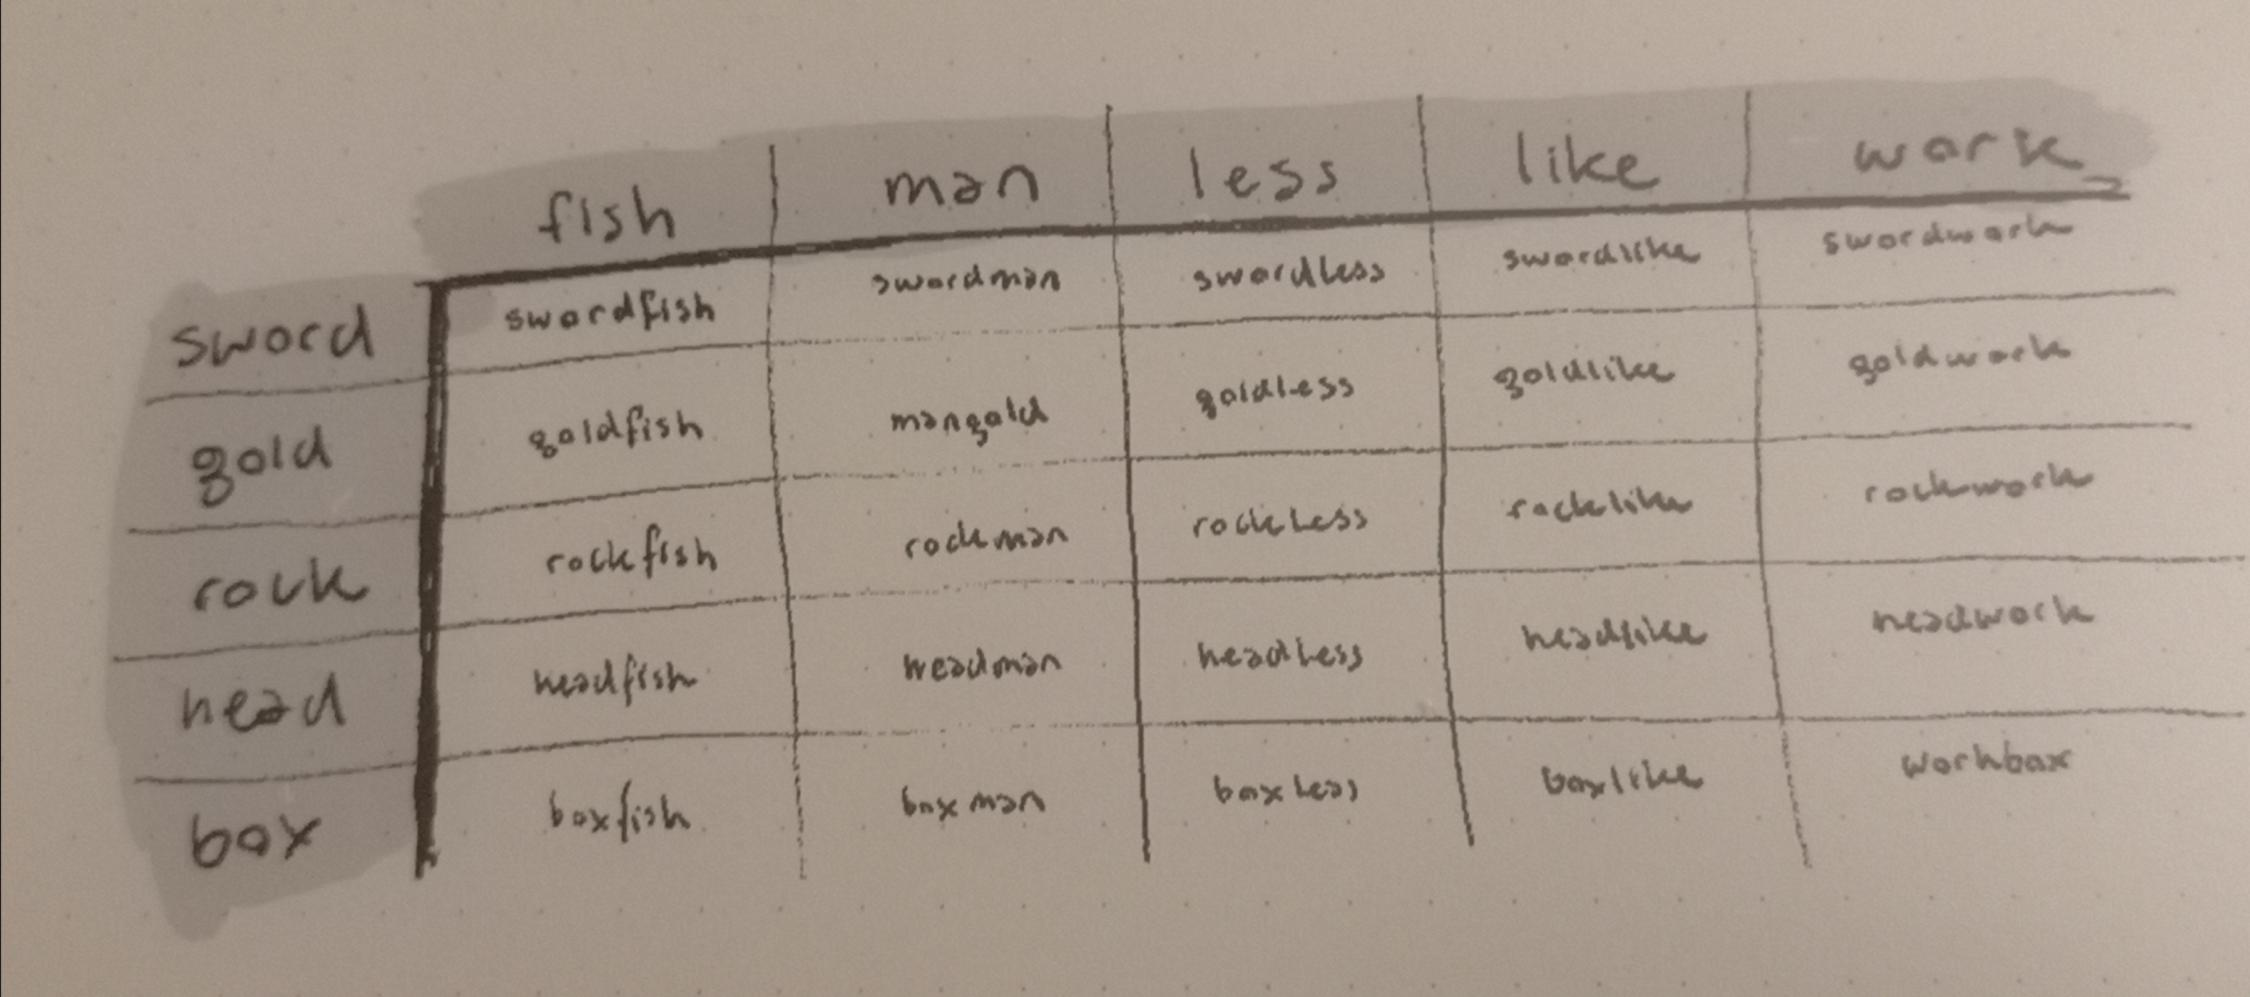 fish man less like work
sword swordfish swordman swordless swordlike swordwork
gold goldfish mangold goldless goldlike goldwork
rock rockfish rockman rockless rocklike rockwork
head headfish headman headless headlike headwork
box boxfish boxman boxless boxlike workbox